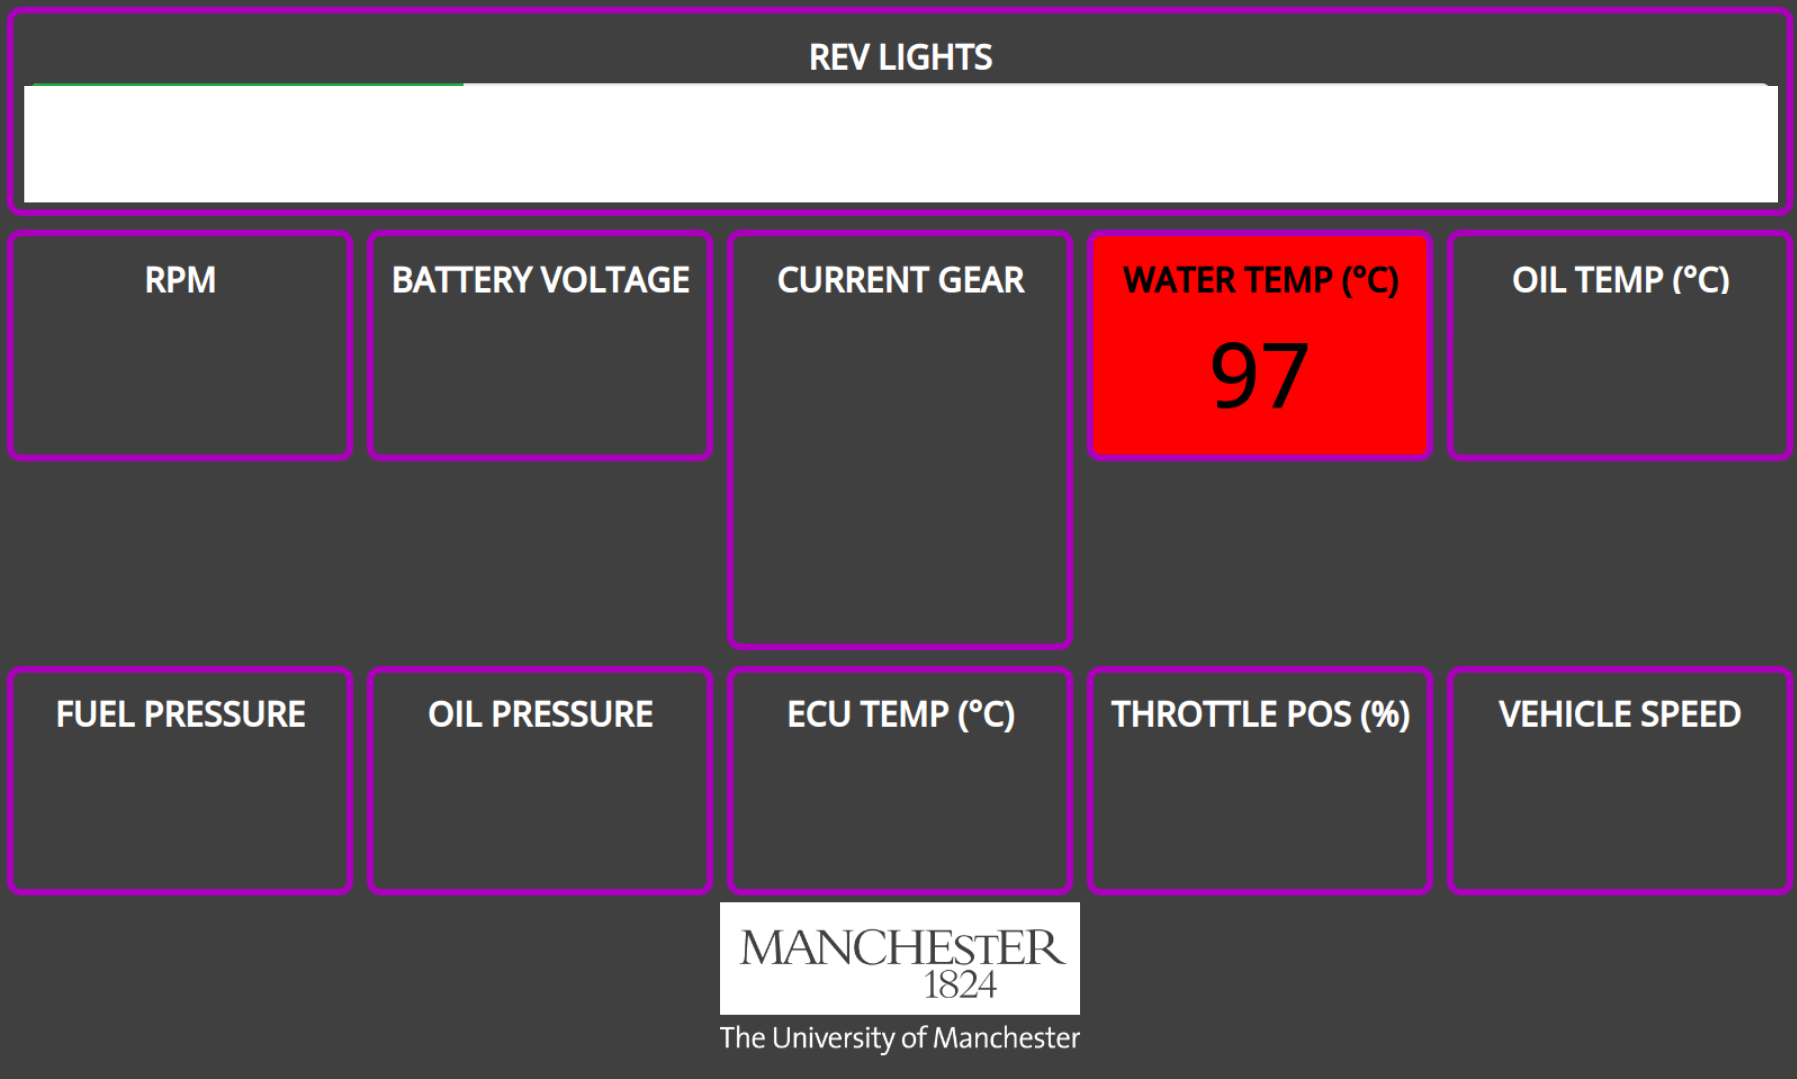 REV LIGHTS
RPM
BATTERY VOLTAGE
CURRENT GEAR
WATER TEMP (°C)
OIL TEMP (°C)
97
FUEL PRESSURE
OIL PRESSURE
ECU TEMP (°C)
THROTTLE POS (%)
VEHICLE SPEED
MANCHESTER
1824
The University of Manchester